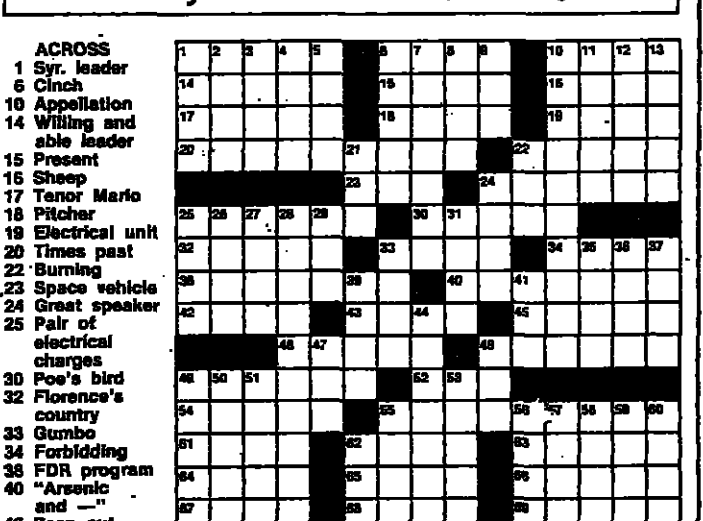 ACROSS
1 Syr. leader
6 Cinch
10 Appellation
14 Willing and
able leader
15 Present
16 Sheep
17 Tenor Mario
18 Pitcher
19 Electrical unit
20 Times past
22 Burning
23 Space vehicle
24 Great speaker
25 Pair of
electrical
charges
30 Poe's bird
32 Florence's
country
33 Gumbo
34 Forbidding
38 FDR program
40 "Arsenic
and —"
1 2 3 4 5 6 7 8 9 10 11 12 13
14 15 16
17 18 19
20 21 22
23 24
25 26 27 28 29 30 31
32 33 34 35 36 37
38 39 40 41
42 43 44 45
46 47 48
49 50 51 52 53
54 55 56 57 58 59 60
61 62 63
64 65 66
67 68 69